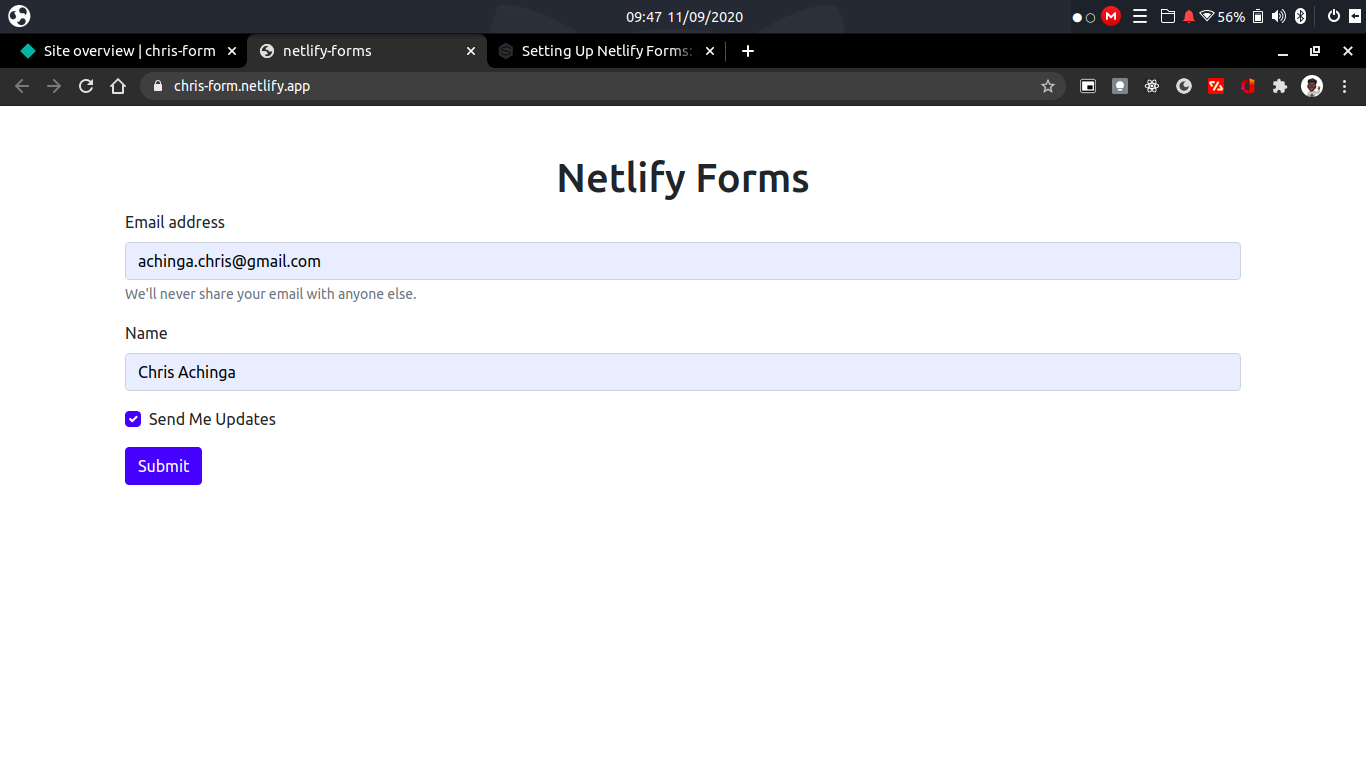 09:47 11/09/2020
56%
Site overview | chris-form
netlify-forms
Setting Up Netlify Forms:
chris-form.netlify.app
Netlify Forms
Email address
achinga.chris@gmail.com
We'll never share your email with anyone else.
Name
Chris Achinga
Send Me Updates
Submit